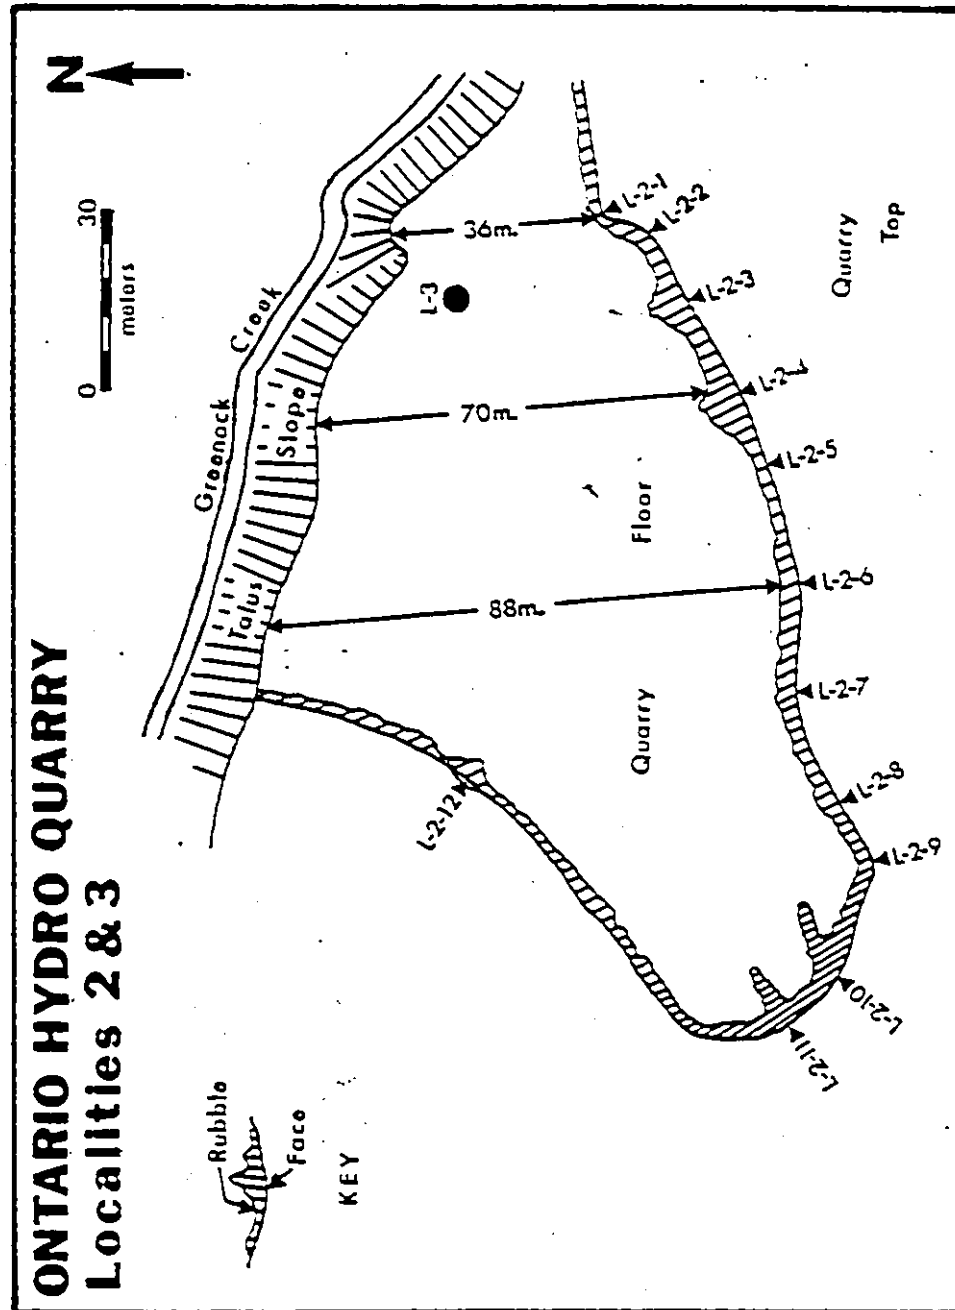 ONTARIO HYDRO QUARRY
Localities 2 & 3
N
0 30
meters
Greenock Creek
Talus Slope
Rubble
Face
KEY
36m.
70m.
88m.
L-3
Quarry Floor
Quarry
Top
L-2-1
L-2-2
L-2-3
L-2-4
L-2-5
L-2-6
L-2-7
L-2-8
L-2-9
L-2-10
L-2-11
L-2-12